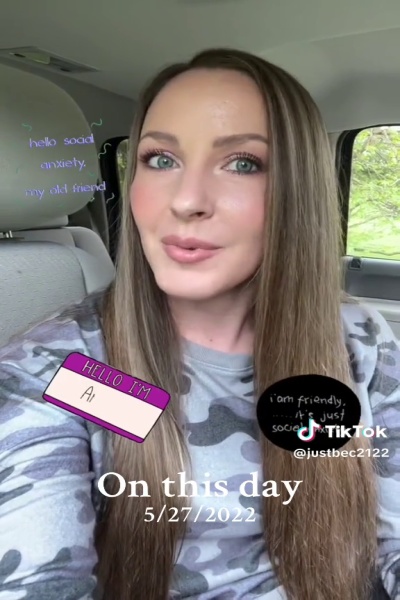 hello social
anxiety,
my old friend
HELLO I'M
i am friendly.
it's just
social
TikTok
@justbec2122
On this day
5/27/2022